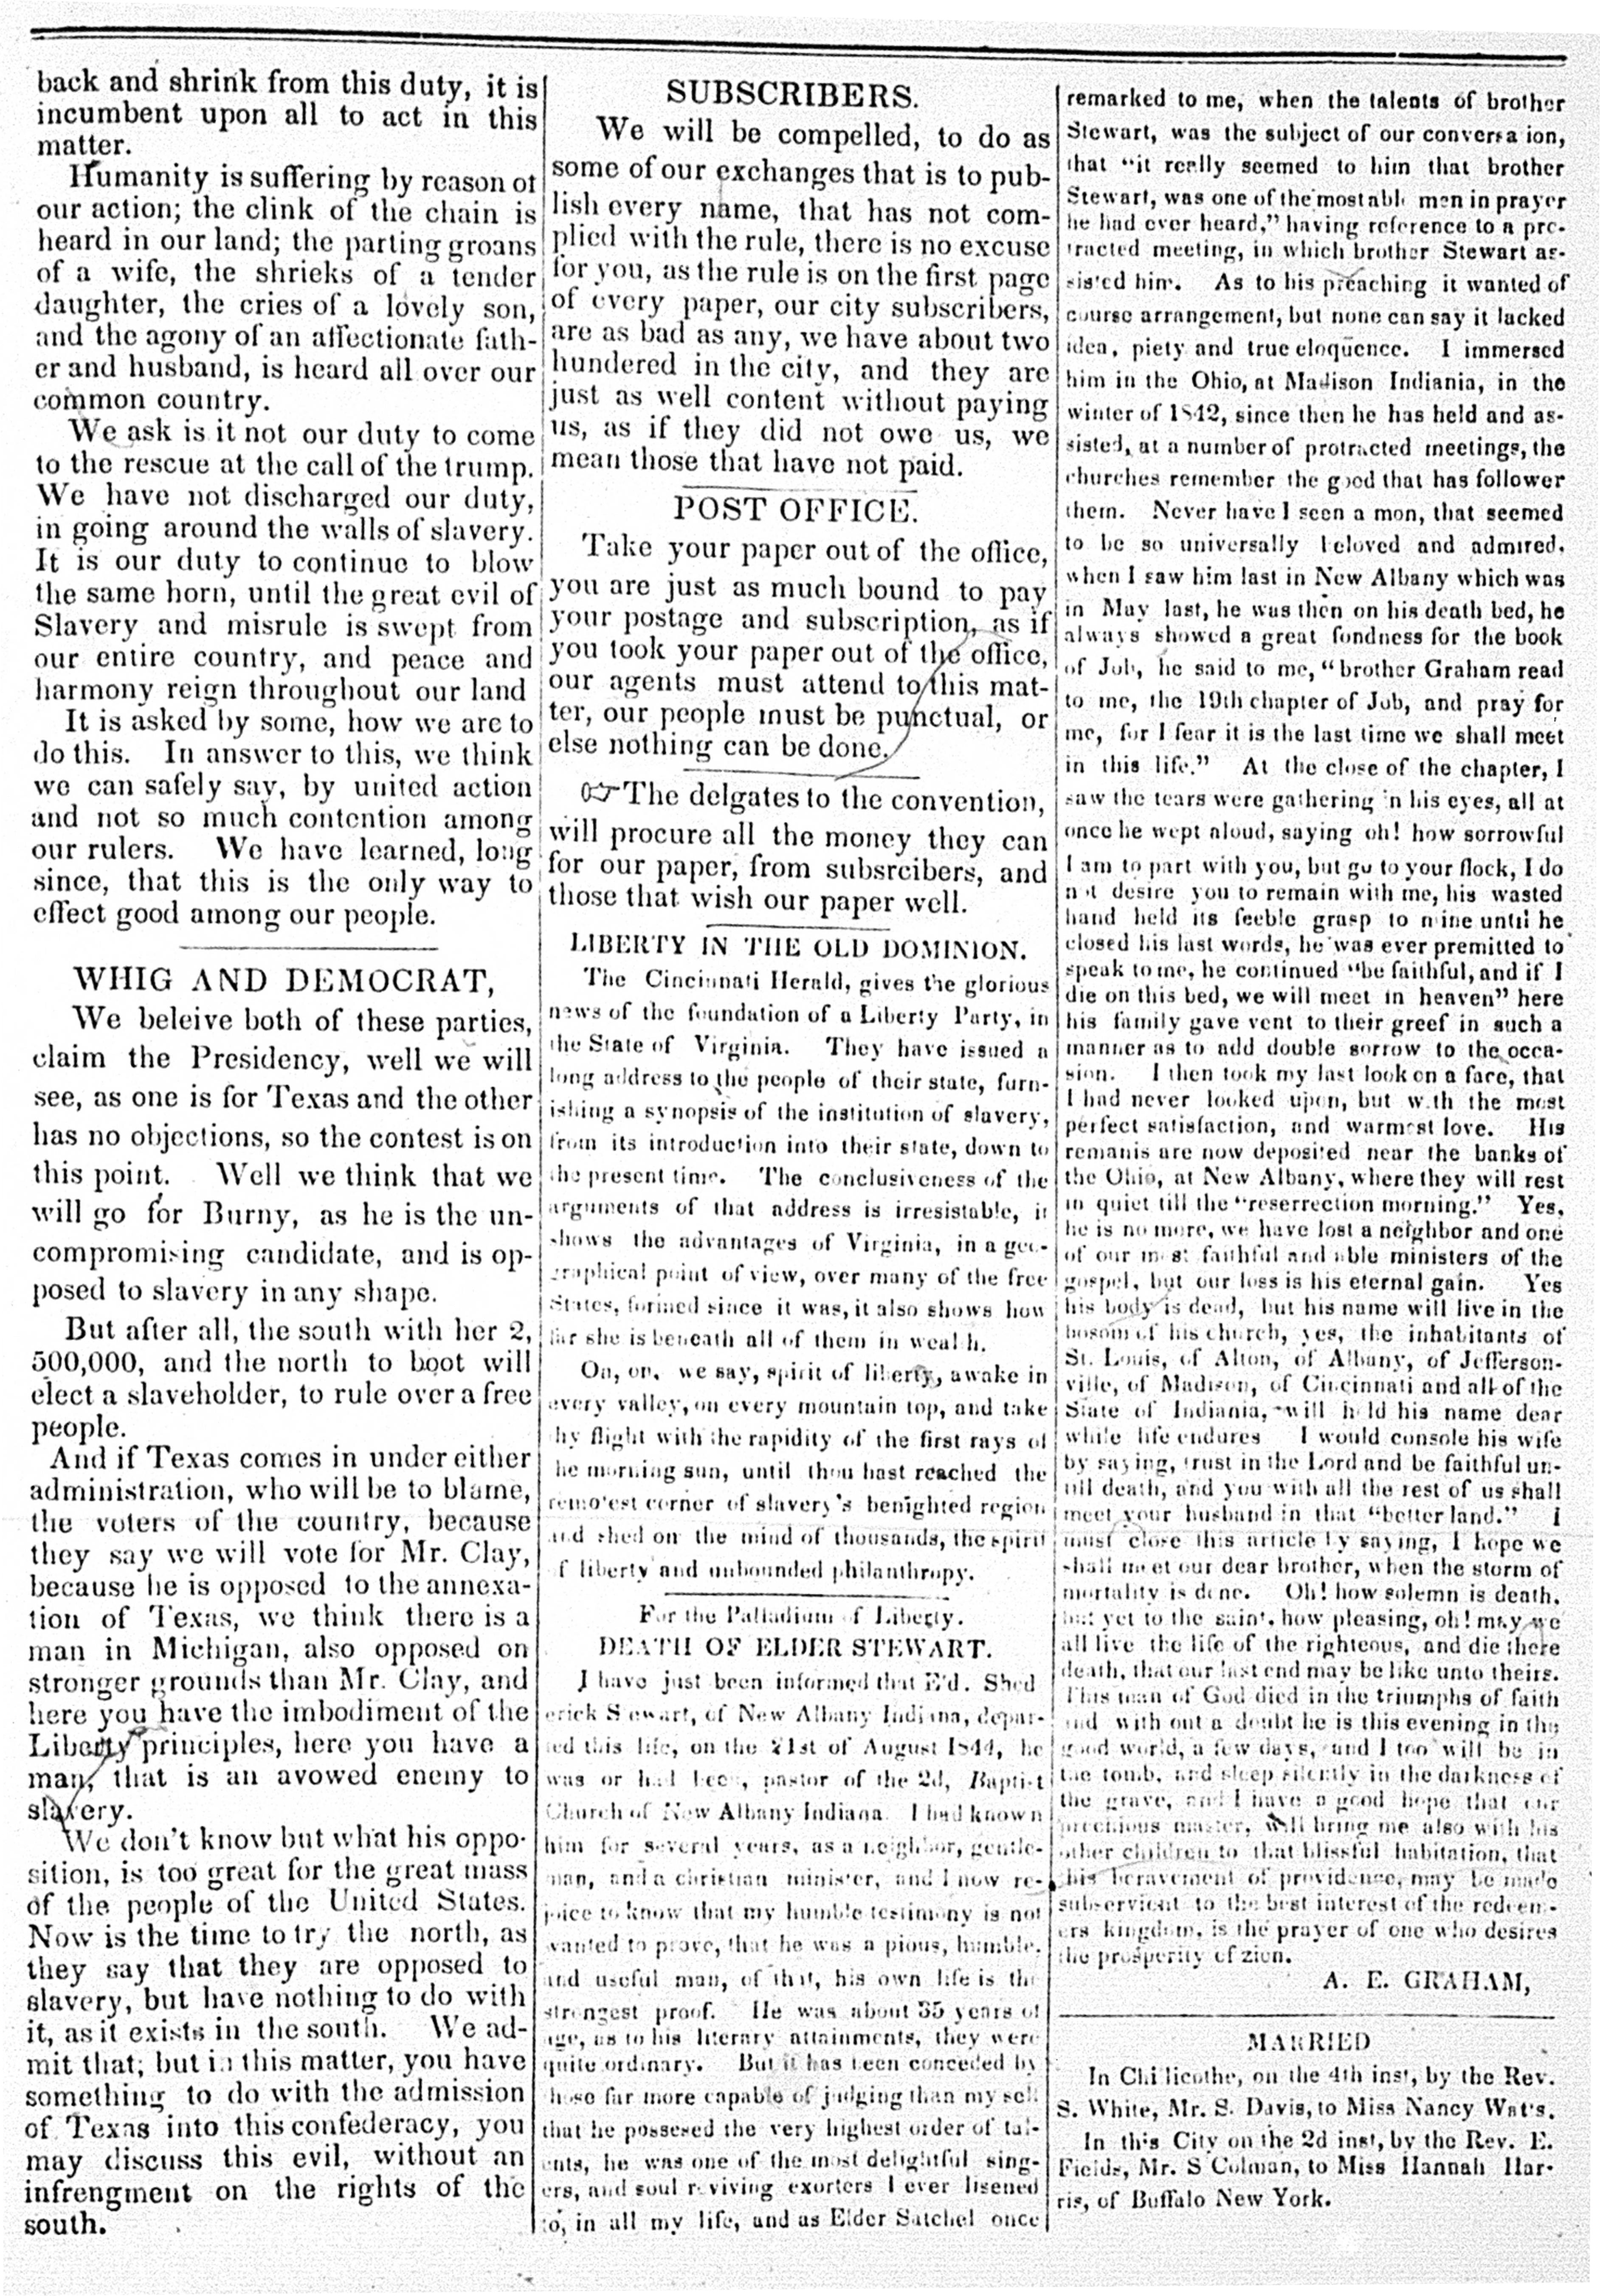 back and shrink from this duty, it is
incumbent upon all to act in this
matter.
Humanity is suffering by reason of
our action; the clink of the chain is
heard in our land; the parting groans
of a wife, the shrieks of a tender
daughter, the cries of a lovely son,
and the agony of an affectionate fath-
er and husband, is heard all over our
common country.
We ask is it not our duty to come
to the rescue at the call of the trump.
We have not discharged our duty,
in going around the walls of slavery.
It is our duty to continue to blow
the same horn, until the great evil of
Slavery and misrule is swept from
our entire country, and peace and
harmony reign throughout our land
It is asked by some, how we are to
do this. In answer to this, we think
we can safely say, by united action
and not so much contention among
our rulers. We have learned, long
since, that this is the only way to
effect good among our people.
WHIG AND DEMOCRAT,
We beleive both of these parties,
claim the Presidency, well we will
see, as one is for Texas and the other
has no objections, so the contest is on
this point. Well we think that we
will go for Burny, as he is the un-
compromising candidate, and is op-
posed to slavery in any shape.
But after all, the south with her 2,
500,000, and the north to boot will
elect a slaveholder, to rule over a free
people.
And if Texas comes in under either
administration, who will be to blame,
the voters of the country, because
they say we will vote for Mr. Clay,
because he is opposed to the annexa-
tion of Texas, we think there is a
man in Michigan, also opposed on
stronger grounds than Mr. Clay, and
here you have the imbodiment of the
Liberty principles, here you have a
man, that is an avowed enemy to
slavery.
We don't know but what his oppo-
sition, is too great for the great mass
of the people of the United States.
Now is the time to try the north, as
they say that they are opposed to
slavery, but have nothing to do with
it, as it exists in the south. We ad-
mit that; but in this matter, you have
something to do with the admission
of Texas into this confederacy, you
may discuss this evil, without an
infrengment on the rights of the
south.
SUBSCRIBERS.
We will be compelled, to do as
some of our exchanges that is to pub-
lish every name, that has not com-
plied with the rule, there is no excuse
for you, as the rule is on the first page
of every paper, our city subscribers,
are as bad as any, we have about two
hundered in the city, and they are
just as well content without paying
us, as if they did not owe us, we
mean those that have not paid.
POST OFFICE.
Take your paper out of the office,
you are just as much bound to pay
your postage and subscription, as if
you took your paper out of the office,
our agents must attend to this mat-
ter, our people must be punctual, or
else nothing can be done.
☞The delgates to the convention,
will procure all the money they can
for our paper, from subsrcibers, and
those that wish our paper well.
LIBERTY IN THE OLD DOMINION.
The Cincinnati Herald, gives the glorious
news of the foundation of a Liberty Party, in
the State of Virginia. They have issued a
long address to the people of their state, furn-
ishing a synopsis of the institution of slavery,
from its introduction into their state, down to
the present time. The conclusiveness of the
arguments of that address is irresistable, it
shows the advantages of Virginia, in a geo-
graphical point of view, over many of the free
States, formed since it was, it also shows how
far she is beneath all of them in wealth.
On, on, we say, spirit of liberty, awake in
every valley, on every mountain top, and take
thy flight with the rapidity of the first rays of
the morning sun, until thou hast reached the
remotest corner of slavery's benighted region
and shed on the mind of thousands, the spirit
of liberty and unbounded philanthropy.
For the Palladium of Liberty.
DEATH OF ELDER STEWART.
I have just been informed that E'd. Shed
erick Stewart, of New Albany Indiana, depar-
ted this life, on the 21st of August 1844, he
was or had been, pastor of the 2d, Baptist
Church of New Albany Indiana. I had known
him for several years, as a neighbor, gentle-
man, and a christian minister, and I now re-
joice to know that my humble testimony is not
wanted to prove, that he was a pious, humble,
and useful man, of that, his own life is the
strongest proof. He was about 35 years of
age, as to his literary attainments, they were
quite ordinary. But it has been conceded by
those far more capable of judging than my self
that he possesed the very highest order of tal-
ents, he was one of the most delightful sing-
ers, and soul reviving exorters I ever lisened
to, in all my life, and as Elder Satchel once
remarked to me, when the talents of brother
Stewart, was the subject of our conversa ion,
that "it really seemed to him that brother
Stewart, was one of the most able men in prayer
he had ever heard," having reference to a pro-
tracted meeting, in which brother Stewart as-
sisted him. As to his preaching it wanted of
course arrangement, but none can say it lacked
idea, piety and true eloquence. I immersed
him in the Ohio, at Madison Indiania, in the
winter of 1842, since then he has held and as-
sisted, at a number of protracted meetings, the
churches remember the good that has follower
them. Never have I seen a mon, that seemed
to be so universally beloved and admired,
when I saw him last in New Albany which was
in May last, he was then on his death bed, he
always showed a great fondness for the book
of Job, he said to me, "brother Graham read
to me, the 19th chapter of Job, and pray for
me, for I fear it is the last time we shall meet
in this life." At the close of the chapter, I
saw the tears were gathering in his eyes, all at
once he wept aloud, saying oh! how sorrowful
I am to part with you, but go to your flock, I do
not desire you to remain with me, his wasted
hand held its feeble grasp to mine until he
closed his last words, he was ever premitted to
speak to me, he continued "be faithful, and if I
die on this bed, we will meet in heaven" here
his family gave vent to their greef in such a
manner as to add double sorrow to the occa-
sion. I then took my last look on a face, that
I had never looked upon, but with the most
perfect satisfaction, and warmest love. His
remanis are now deposited near the banks of
the Ohio, at New Albany, where they will rest
in quiet till the "reserrection morning." Yes,
he is no more, we have lost a neighbor and one
of our most faithful and able ministers of the
gospel, but our loss is his eternal gain. Yes
his body is dead, but his name will live in the
bosom of his church, yes, the inhabitants of
St. Louis, of Alton, of Albany, of Jefferson-
ville, of Madison, of Cincinnati and all of the
State of Indiania, will hold his name dear
while life endures I would console his wife
by saying, trust in the Lord and be faithful un-
till death, and you with all the rest of us shall
meet your husband in that "better land." I
must close this article by saying, I hope we
shall meet our dear brother, when the storm of
mortality is done. Oh! how solemn is death,
but yet to the saint, how pleasing, oh! may we
all live the life of the righteous, and die there
death, that our last end may be like unto theirs.
This man of God died in the triumphs of faith
and with out a doubt he is this evening in the
good world, a few days, and I too will be in
the tomb, and sleep silently in the darkness of
the grave, and I have a good hope that our
precious master, will bring me also with his
other children to that blissful habitation, that
this beravement of providence, may be made
subservient to the best interest of the redeem-
ers kingdom, is the prayer of one who desires
the prosperity of zion.
A. E. GRAHAM,
MARRIED
In Chillicothe, on the 4th inst, by the Rev.
S. White, Mr. S. Davis, to Miss Nancy Wat's.
In this City on the 2d inst, by the Rev. E.
Fields, Mr. S Colman, to Miss Hannah Har-
ris, of Buffalo New York.